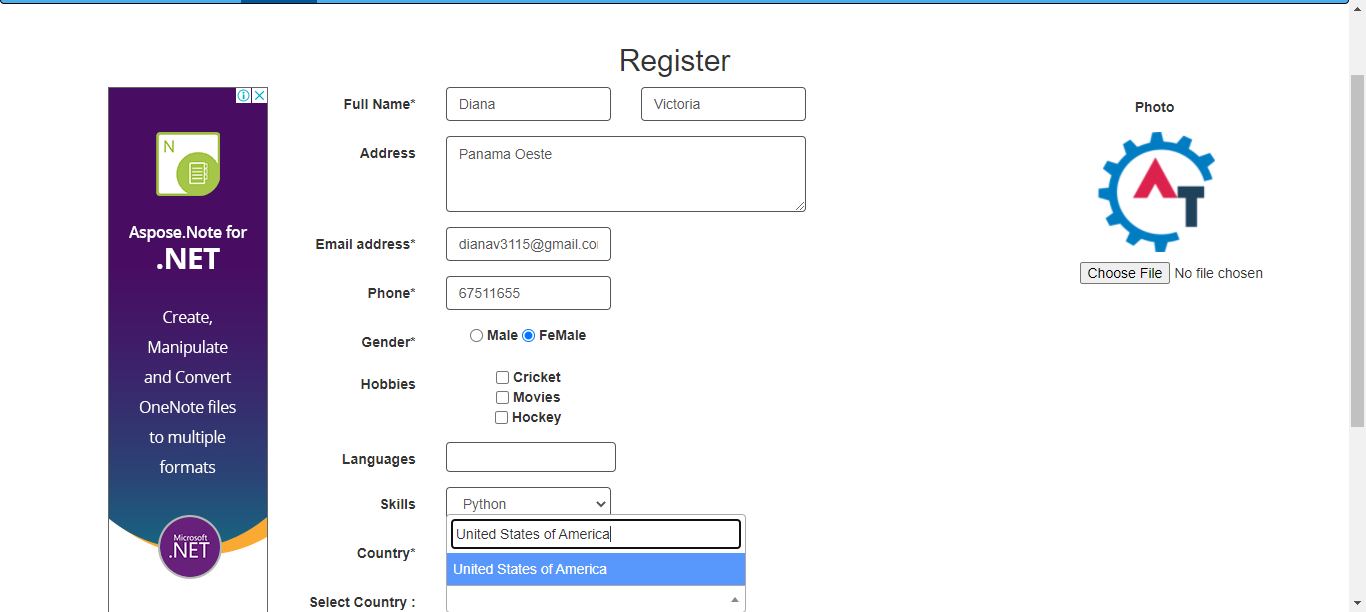 Register
Full Name*
Diana
Victoria
Address
Panama Oeste
Email address*
dianav3115@gmail.co
Phone*
67511655
Gender*
Male
FeMale
Hobbies
Cricket
Movies
Hockey
Languages
Skills
Python
Country*
United States of America
United States of America
Select Country :
Photo
AT
Choose File No file chosen
N
Aspose.Note for
.NET
Create,
Manipulate
and Convert
OneNote files
to multiple
formats
Microsoft
.NET